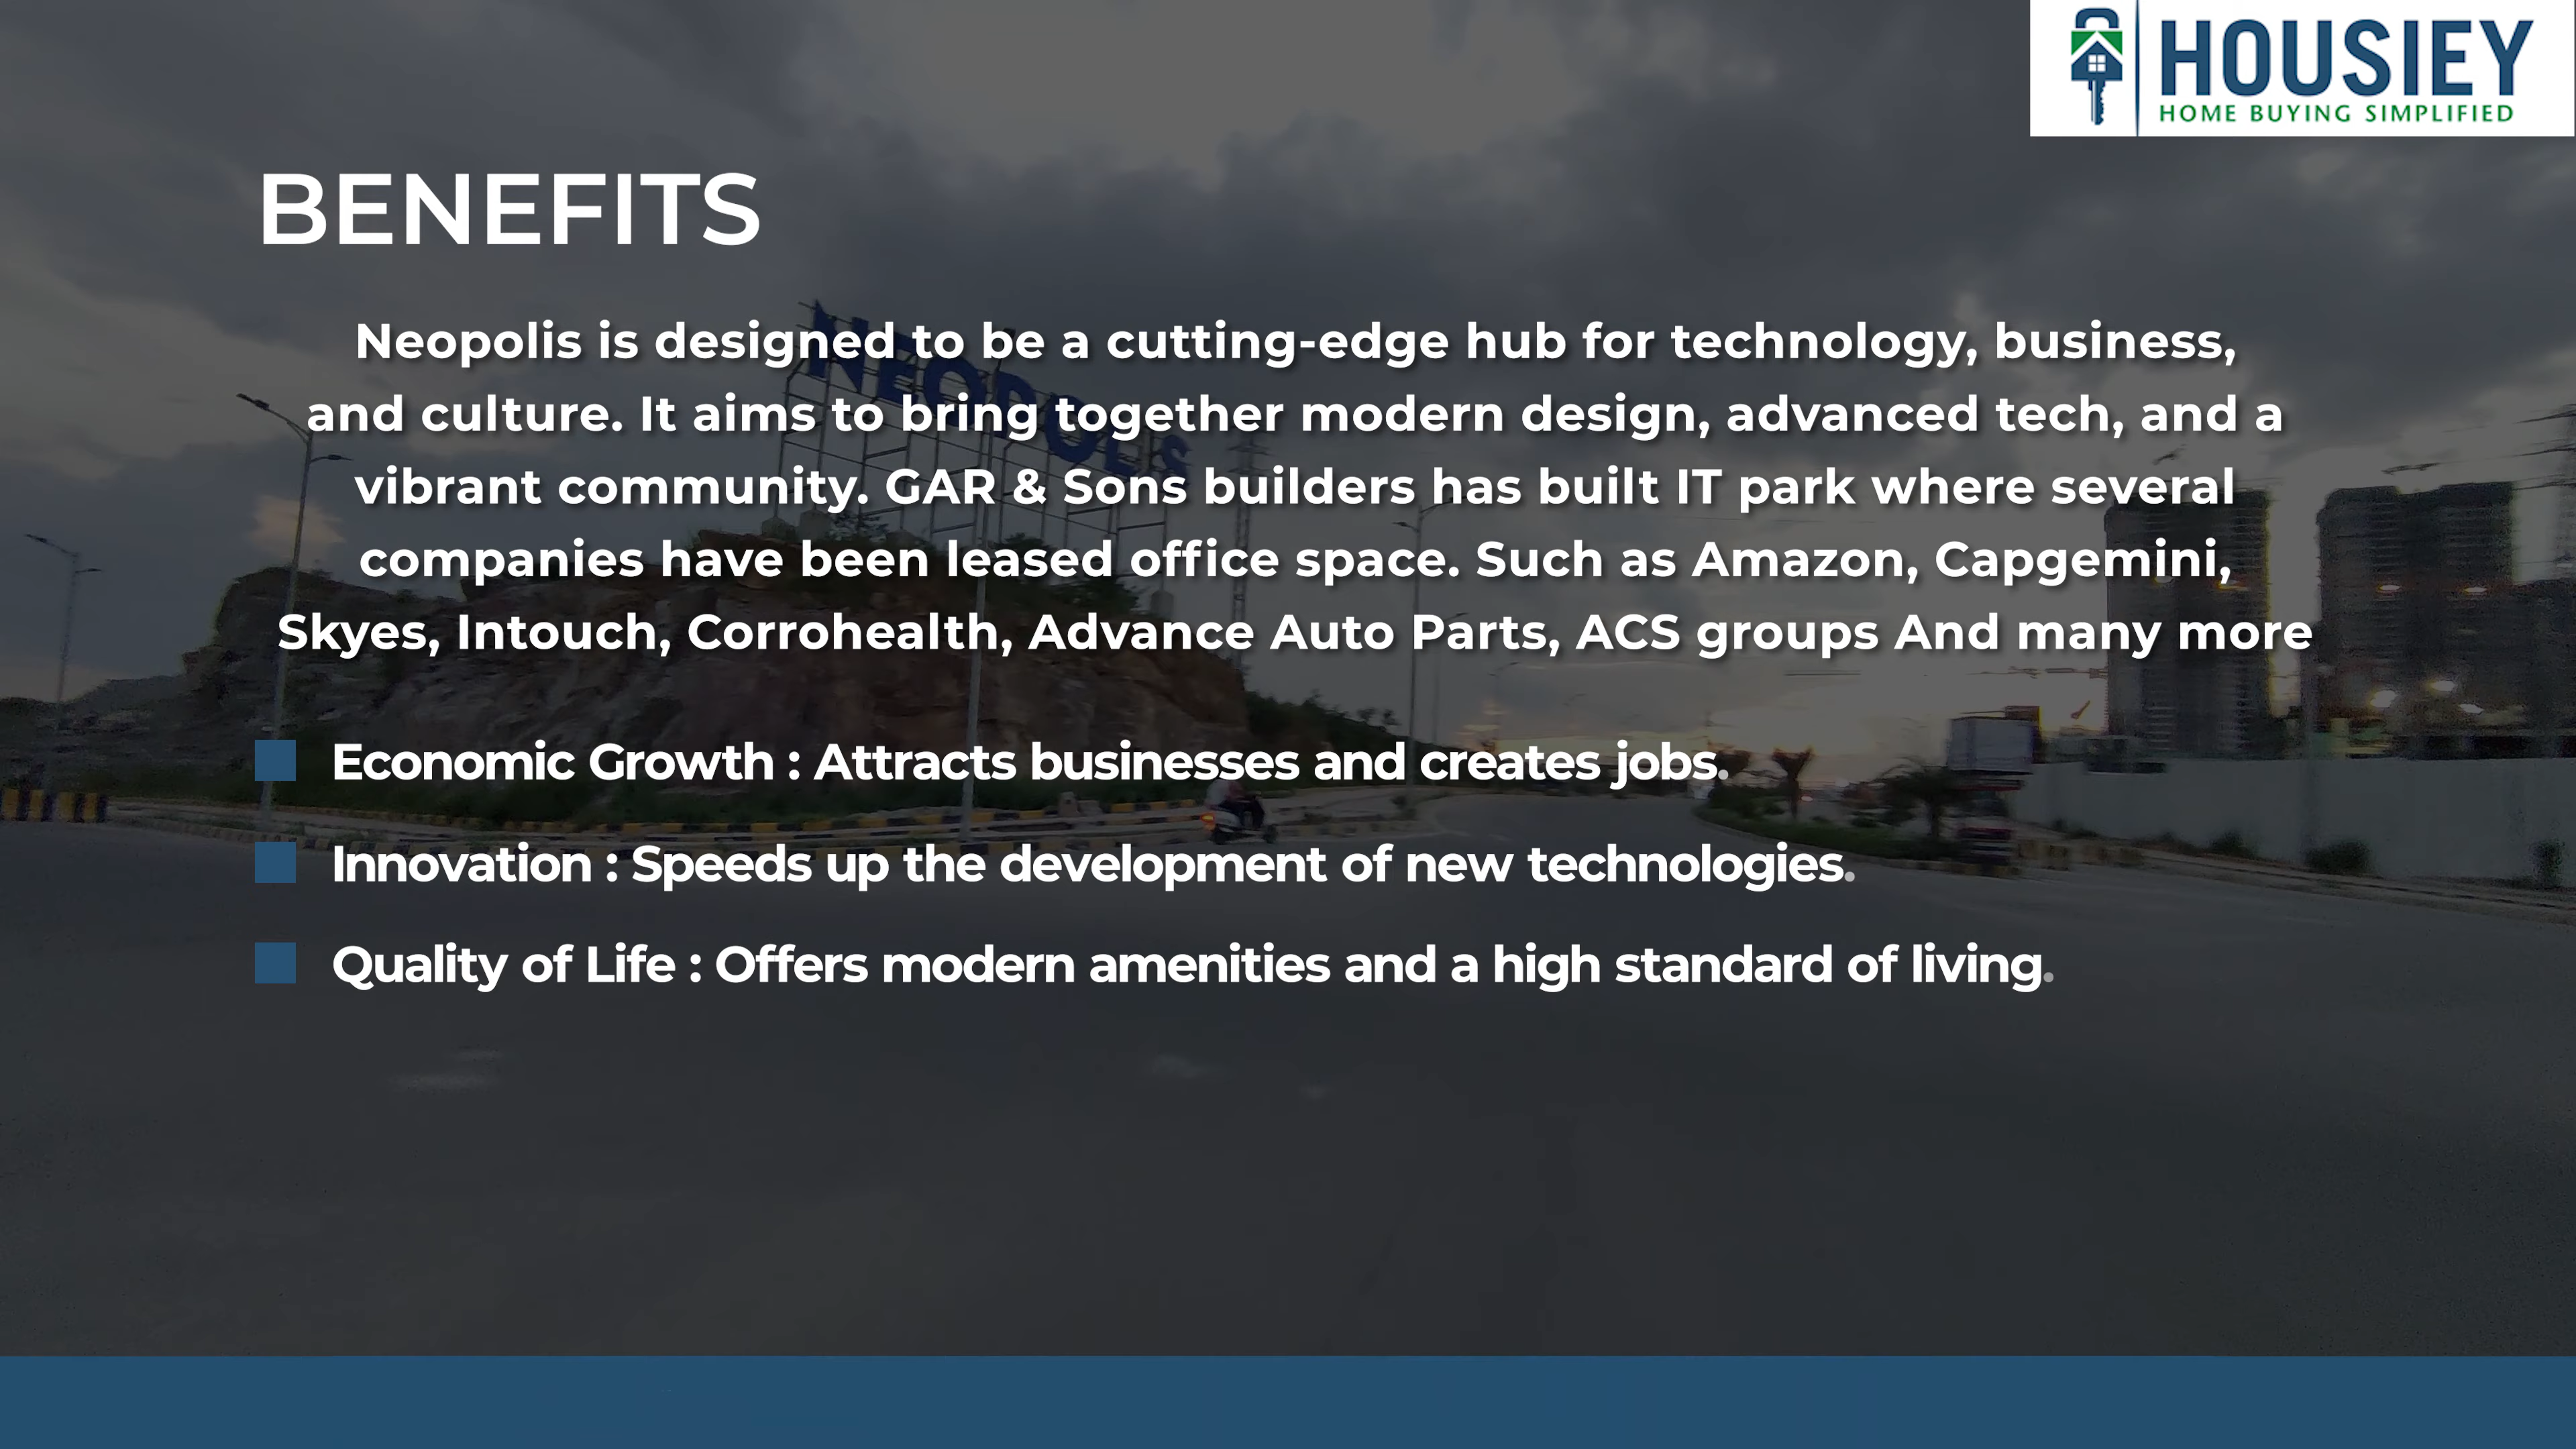 HOUSIEY
HOME BUYING SIMPLIFIED
BENEFITS
Neopolis is designed to be a cutting-edge hub for technology, business,
and culture. It aims to bring together modern design, advanced tech, and a
vibrant community. GAR & Sons builders has built IT park where several
companies have been leased office space. Such as Amazon, Capgemini,
Skyes, Intouch, Corrohealth, Advance Auto Parts, ACS groups And many more
NEOPOLIS
Economic Growth : Attracts businesses and creates jobs.
Innovation : Speeds up the development of new technologies.
Quality of Life : Offers modern amenities and a high standard of living.